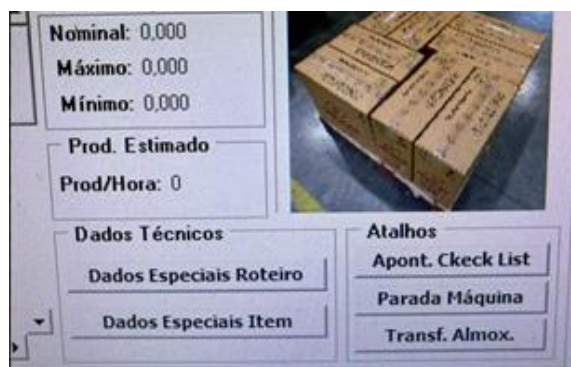 Nominal: 0,000
Máximo: 0,000
Mínimo: 0,000
Prod. Estimado
Prod/Hora: 0
Dados Técnicos
Dados Especiais Roteiro
Dados Especiais Item
Atalhos
Apont. Ckeck List
Parada Máquina
Transf. Almox.